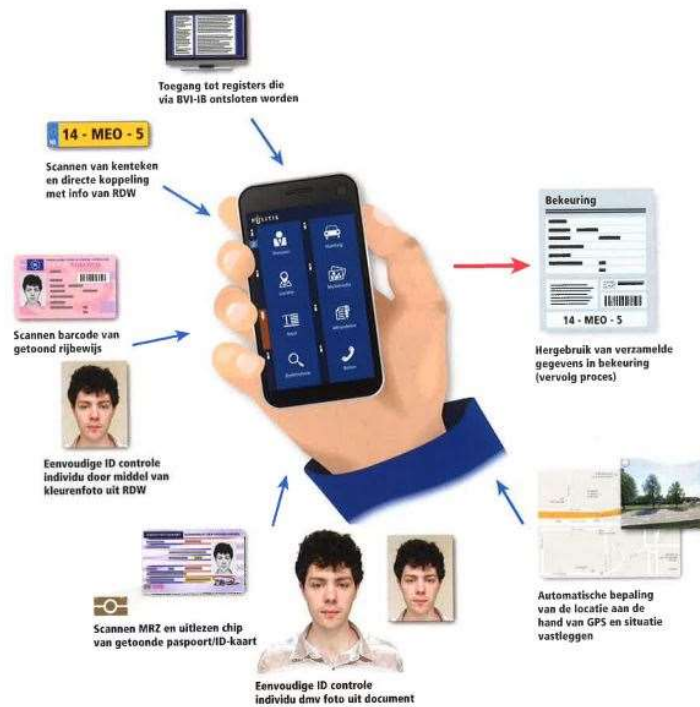 Toegang tot registers die
via BVI-IB ontsloten worden
14 - MEO - 5
Scannen van kenteken
en directe koppeling
met info van RDW
Scannen barcode van
getoond rijbewijs
Eenvoudige ID controle
individu door middel van
kleurenfoto uit RDW
Scannen MRZ en uitlezen chip
van getoonde paspoort/ID-kaart
Eenvoudige ID controle
individu dmv foto uit document
POLITIE
Bekeuring
14 - MEO - 5
Hergebruik van verzamelde
gegevens in bekeuring
(vervolg proces)
Automatische bepaling
van de locatie aan de
hand van GPS en situatie
vastleggen